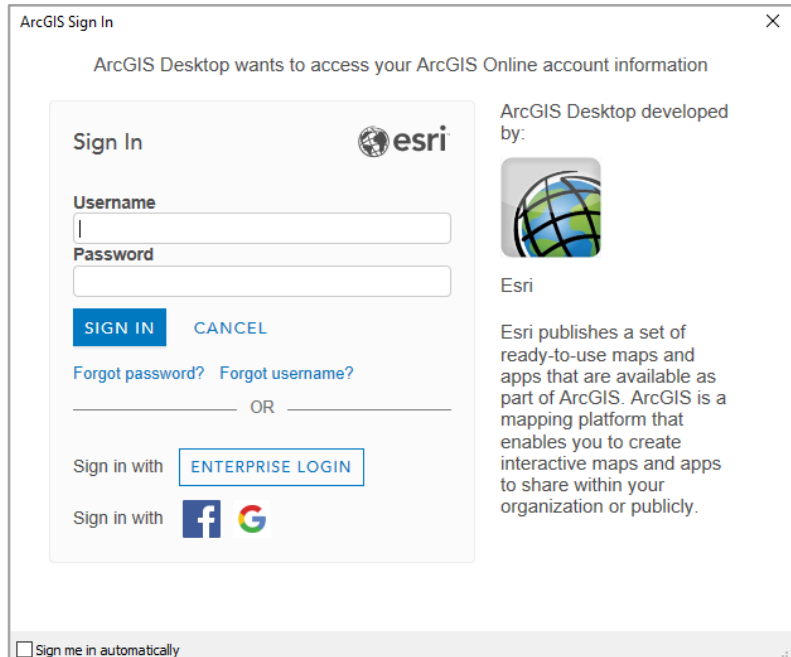 ArcGIS Sign In
ArcGIS Desktop wants to access your ArcGIS Online account information
Sign In
esri
Username
Password
SIGN IN CANCEL
Forgot password? Forgot username?
OR
Sign in with ENTERPRISE LOGIN
Sign in with f G
ArcGIS Desktop developed
by:
Esri
Esri publishes a set of
ready-to-use maps and
apps that are available as
part of ArcGIS. ArcGIS is a
mapping platform that
enables you to create
interactive maps and apps
to share within your
organization or publicly.
Sign me in automatically